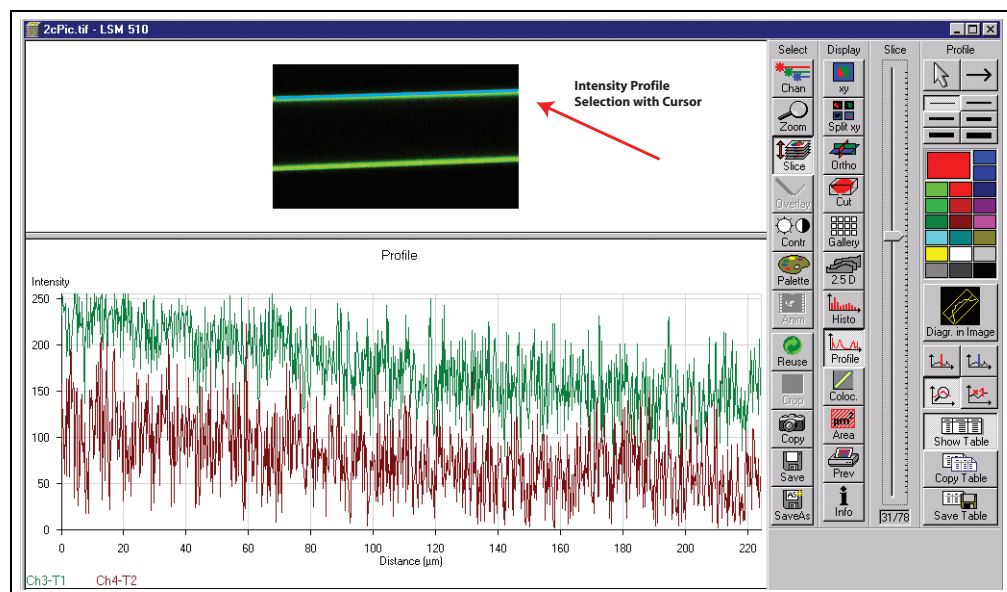 2cPic.tif - LSM 510
Intensity Profile
Selection with Cursor
Select
Chan
Zoom
Slice
Overlay
Contr
Palette
Anim
Reuse
Crop
Copy
Save
AS
SaveAs
Display
xy
Split xy
Ortho
Cut
Gallery
2.5 D
Histo
Profile
Coloc.
µm²
Area
Prev
i
Info
Slice
31/78
Profile
Diagr. in Image
Show Table
Copy Table
Save Table
Profile
Intensity
250
200
150
100
50
0
0 20 40 60 80 100 120 140 160 180 200 220
Distance (µm)
Ch3-T1 Ch4-T2